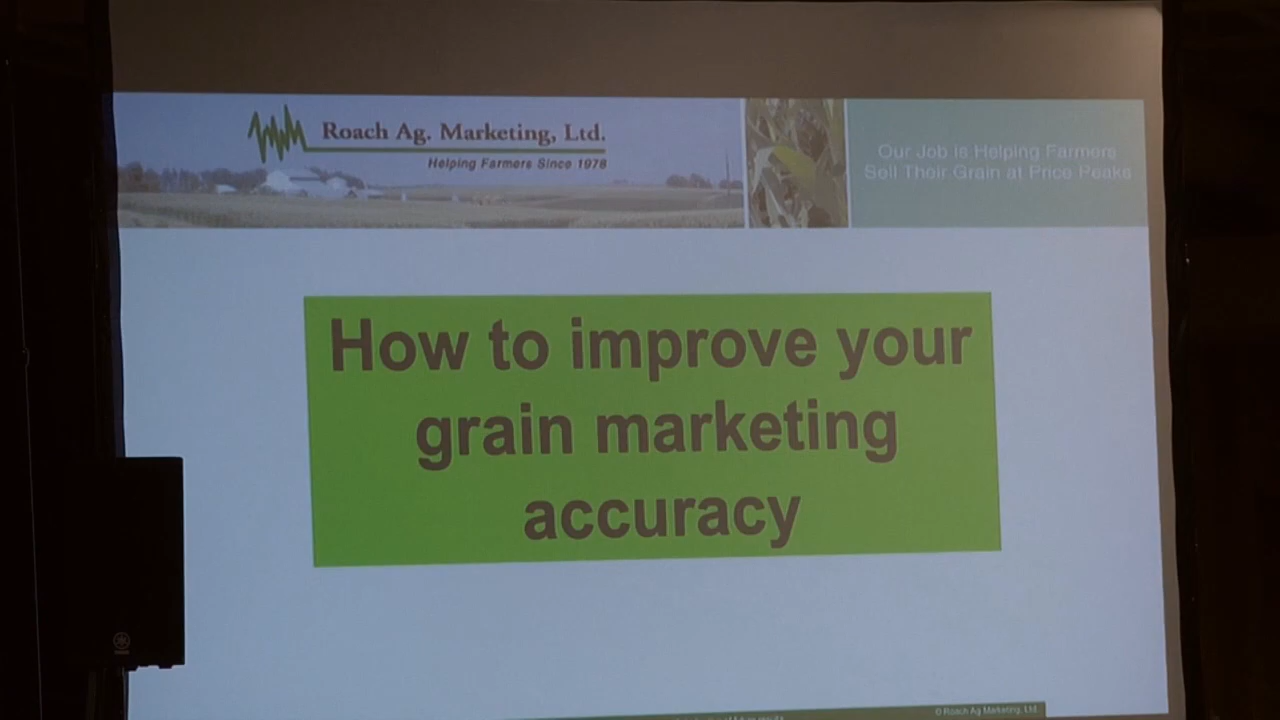 Roach Ag. Marketing, Ltd.
Helping Farmers Since 1978
Our Job is Helping Farmers
Sell Their Grain at Price Peaks
How to improve your
grain marketing
accuracy
© Roach Ag Marketing, Ltd.